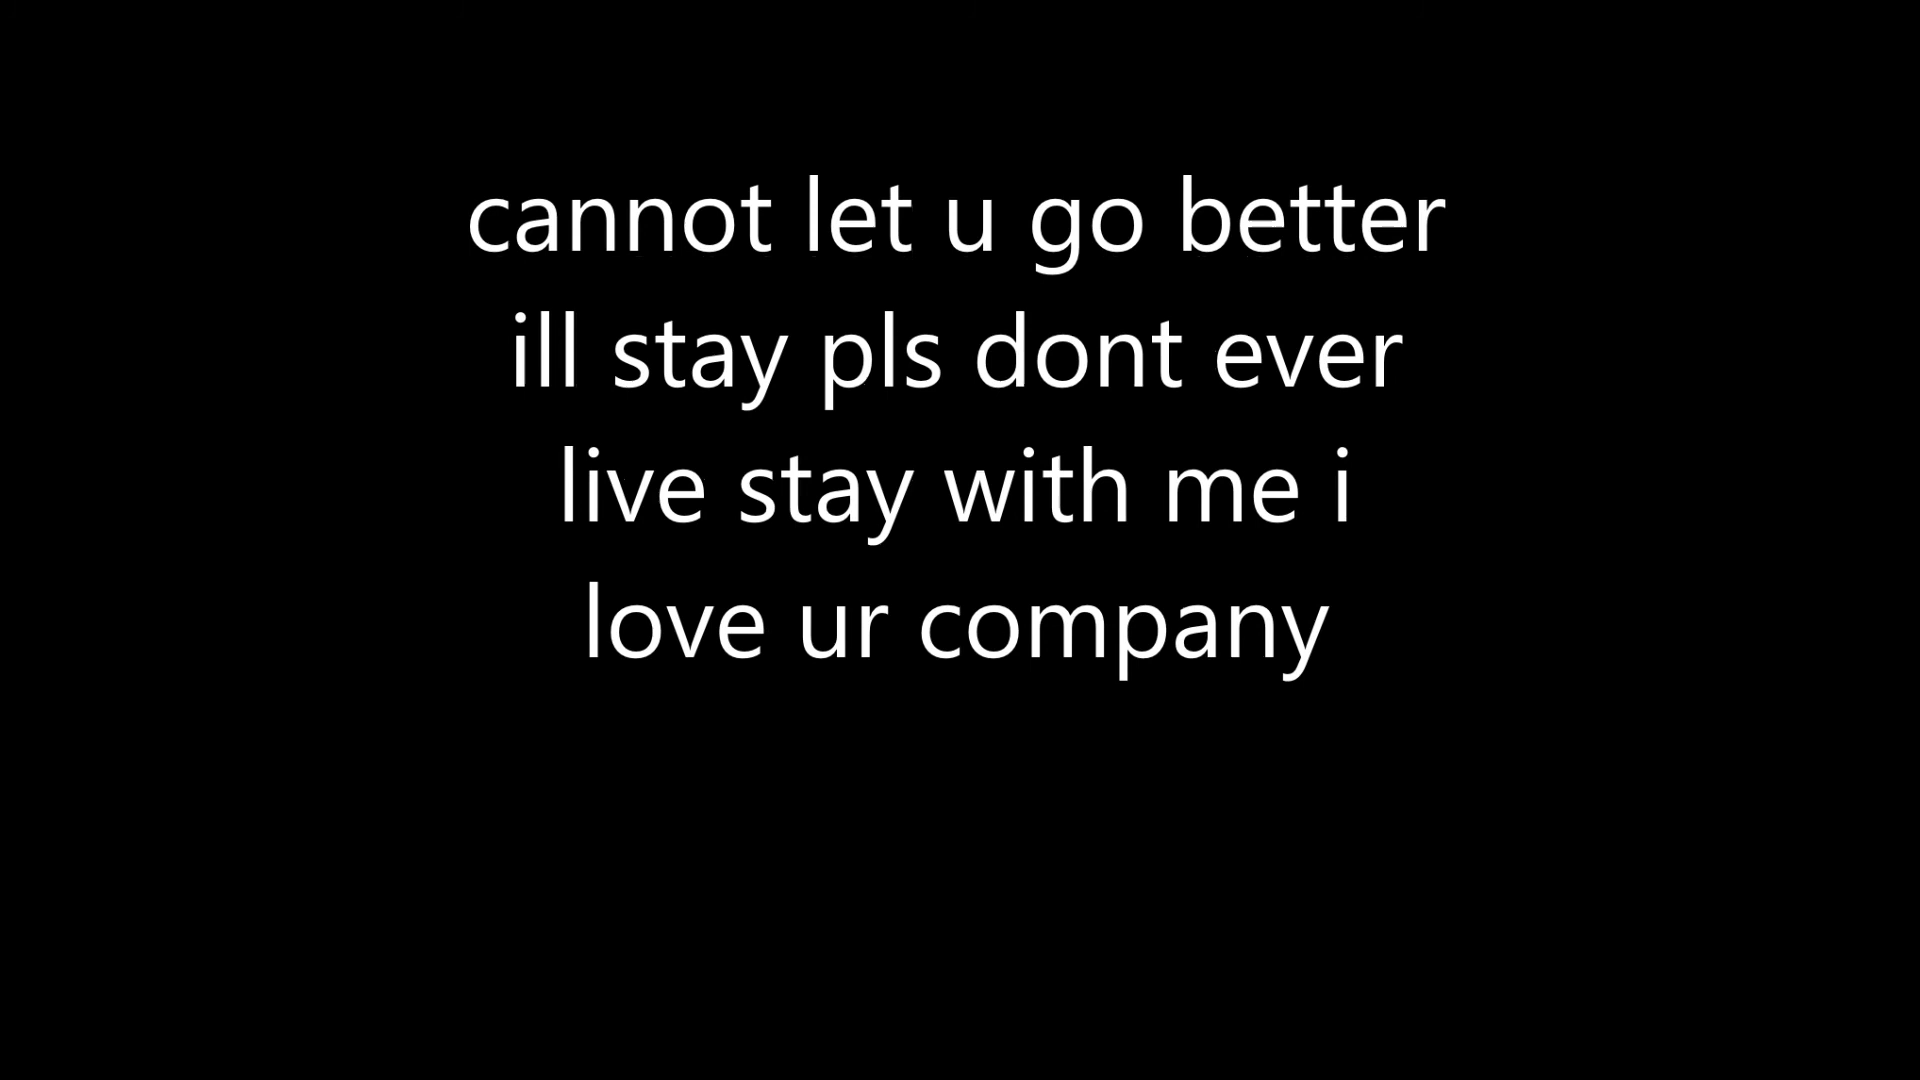 cannot let u go better
ill stay pls dont ever
live stay with me i
love ur company